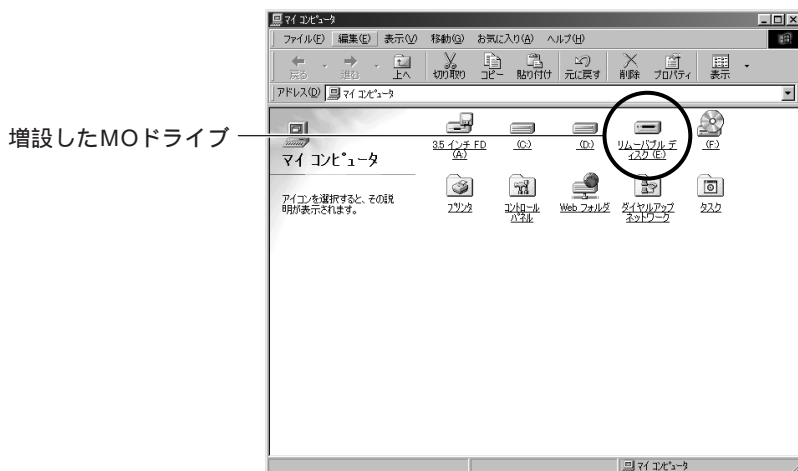 マイ コンピュータ
ファイル(F) 編集(E) 表示(V) 移動(G) お気に入り(A) ヘルプ(H)
戻る 進む 上へ 切り取り コピー 貼り付け 元に戻す 削除 プロパティ 表示
アドレス(D) マイ コンピュータ
増設したMOドライブ
マイ コンピュータ
アイコンを選択すると、その説
明が表示されます。
3.5 インチ FD
(A:)
(C:)
(D:)
リムーバブル デ
ィスク (E:)
(F:)
プリンタ
コントロール
パネル
Web フォルダ
ダイヤルアップ
ネットワーク
タスク
マイ コンピュータ